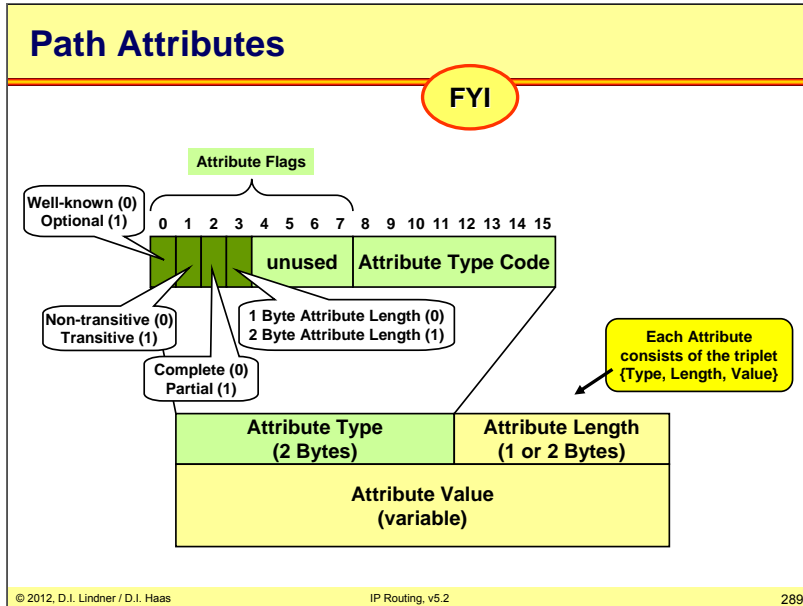 Path Attributes
FYI
Attribute Flags
Well-known (0)
Optional (1)
0 1 2 3 4 5 6 7 8 9 10 11 12 13 14 15
unused
Attribute Type Code
Non-transitive (0)
Transitive (1)
1 Byte Attribute Length (0)
2 Byte Attribute Length (1)
Complete (0)
Partial (1)
Each Attribute
consists of the triplet
{Type, Length, Value}
Attribute Type
(2 Bytes)
Attribute Length
(1 or 2 Bytes)
Attribute Value
(variable)
© 2012, D.I. Lindner / D.I. Haas
IP Routing, v5.2
289